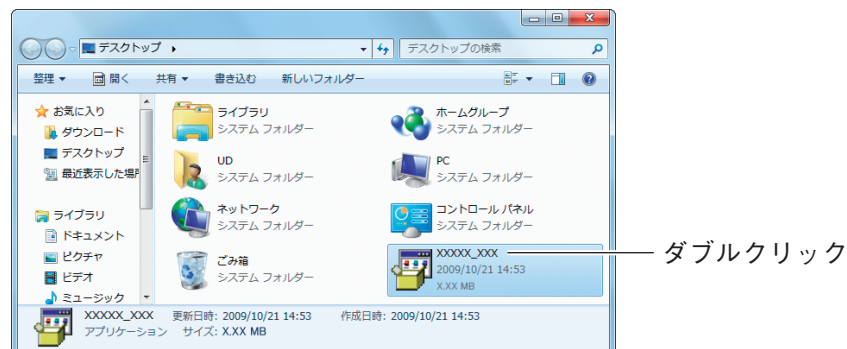 デスクトップ
デスクトップの検索
整理 開く 共有 書き込む 新しいフォルダー
お気に入り
ダウンロード
デスクトップ
最近表示した場所
ライブラリ
ドキュメント
ピクチャ
ビデオ
ミュージック
ライブラリ
システム フォルダー
ホームグループ
システム フォルダー
UD
システム フォルダー
PC
システム フォルダー
ネットワーク
システム フォルダー
コントロール パネル
システム フォルダー
ごみ箱
システム フォルダー
XXXXX_XXX
2009/10/21 14:53
X.XX MB
ダブルクリック
XXXXX_XXX 更新日時: 2009/10/21 14:53 作成日時: 2009/10/21 14:53
アプリケーション サイズ: X.XX MB